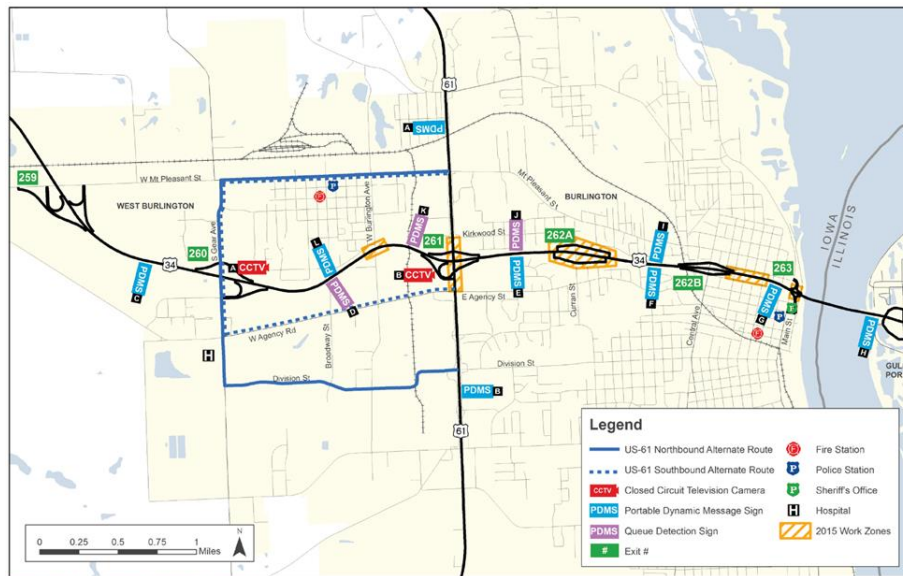 61
A
PDMS
W Mt Pleasant St
Mt Pleasant St
259
WEST BURLINGTON
BURLINGTON
S Gear Ave
W Burlington Ave
K
PDMS
261
Kirkwood St
J
PDMS
262A
I
PDMS
IOWA
ILLINOIS
260
A
CCTV
L
PDMS
B
CCTV
34
34
263
PDMS
C
PDMS
D
PDMS
E
E Agency St
Curran St
PDMS
F
262B
PDMS
G
Main St
PDMS
H
GUL
POR
W Agency Rd
Broadway St
Central Ave
H
Division St
Division St
PDMS
B
61
Legend
US-61 Northbound Alternate Route
Fire Station
US-61 Southbound Alternate Route
Police Station
CCTV
Closed Circuit Television Camera
Sheriff's Office
PDMS
Portable Dynamic Message Sign
H
Hospital
PDMS
Queue Detection Sign
2015 Work Zones
#
Exit #
N
0 0.25 0.5 0.75 1
Miles